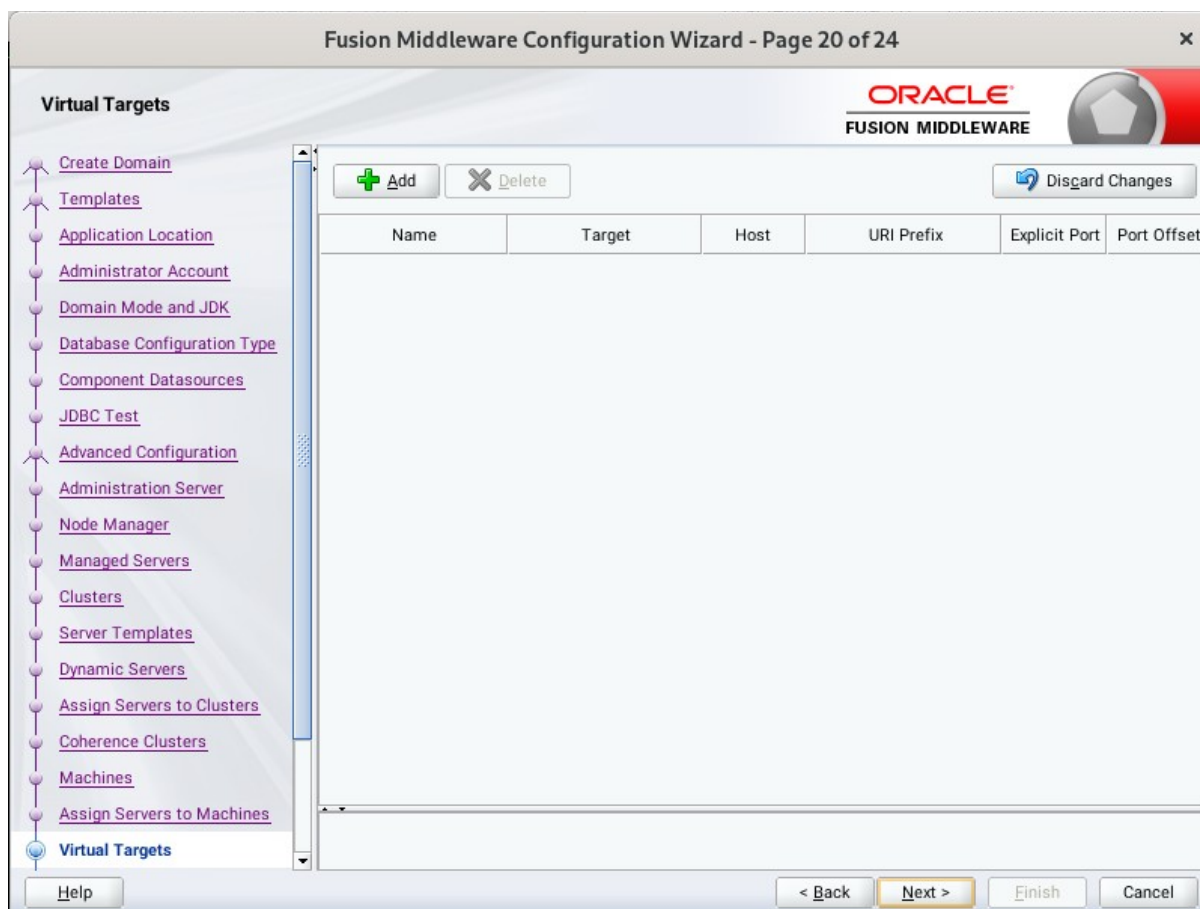 Fusion Middleware Configuration Wizard - Page 20 of 24
Virtual Targets
ORACLE
FUSION MIDDLEWARE
Create Domain
Templates
Application Location
Administrator Account
Domain Mode and JDK
Database Configuration Type
Component Datasources
JDBC Test
Advanced Configuration
Administration Server
Node Manager
Managed Servers
Clusters
Server Templates
Dynamic Servers
Assign Servers to Clusters
Coherence Clusters
Machines
Assign Servers to Machines
Virtual Targets
Add Delete Discard Changes
Name Target Host URI Prefix Explicit Port Port Offset
Help < Back Next > Finish Cancel